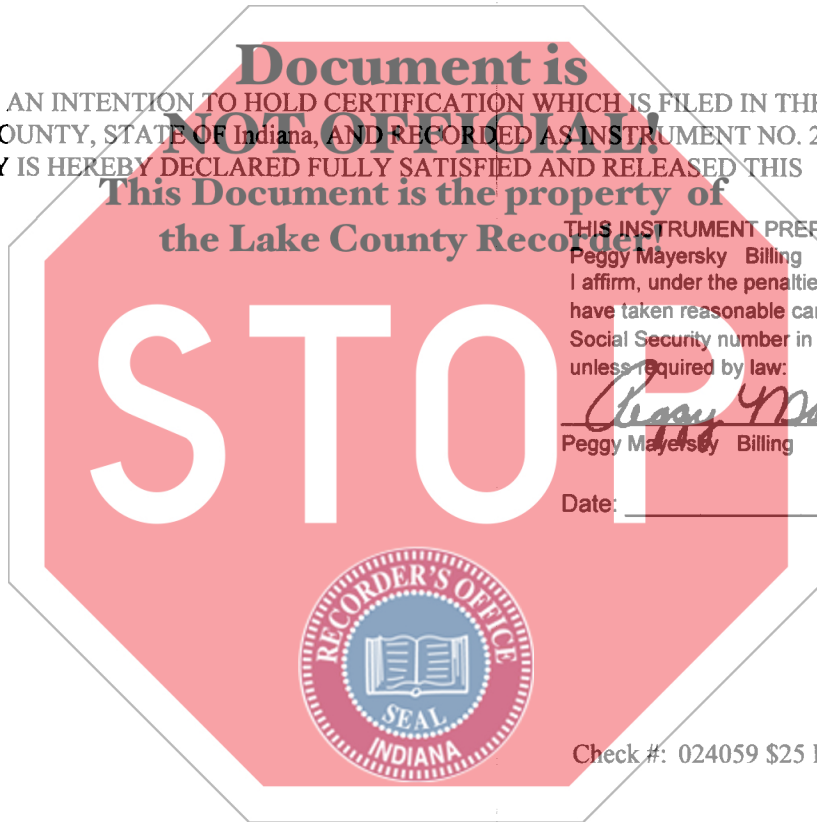 Document is
AN INTENTION TO HOLD CERTIFICATION WHICH IS FILED IN THE
OUNTY, STATE OF Indiana, AND RECORDED AS INSTRUMENT NO. 2
NOT OFFICIAL!
Y IS HEREBY DECLARED FULLY SATISFIED AND RELEASED THIS
This Document is the property of
the Lake County Recorder!
THIS INSTRUMENT PREP
Peggy Mayersky Billing
I affirm, under the penaltie
have taken reasonable car
Social Security number in
unless required by law:
Peggy Mayersky Billing
Date:
STOP
RECORDER'S OFFICE
SEAL
INDIANA
Check #: 024059 $25